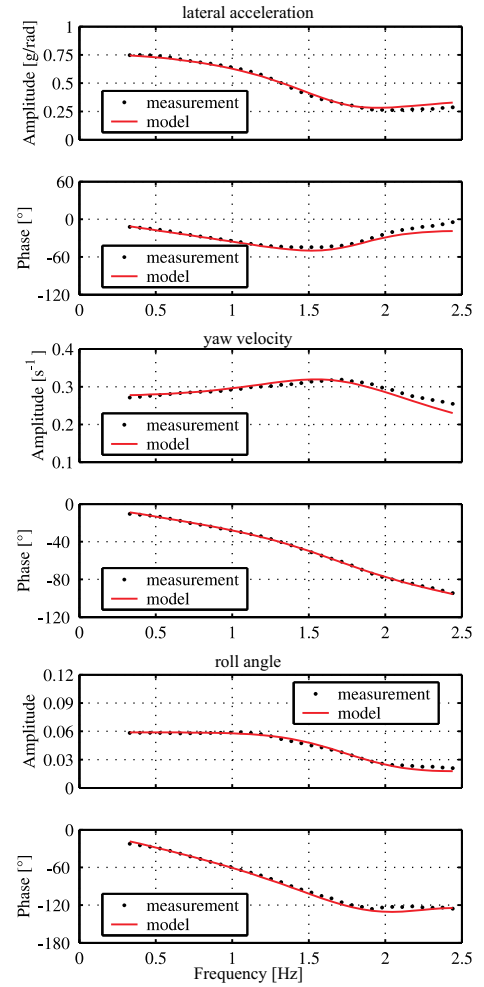 lateral acceleration
Amplitude [g/rad]
1
0.75
0.5
0.25
0
measurement
model
Phase [°]
60
0
-60
-120
measurement
model
0 0.5 1 1.5 2 2.5
yaw velocity
Amplitude [s⁻¹]
0.4
0.3
0.2
0.1
measurement
model
Phase [°]
0
-40
-80
-120
measurement
model
0 0.5 1 1.5 2 2.5
roll angle
Amplitude
0.12
0.09
0.06
0.03
0
measurement
model
Phase [°]
0
-60
-120
-180
measurement
model
0 0.5 1 1.5 2 2.5
Frequency [Hz]